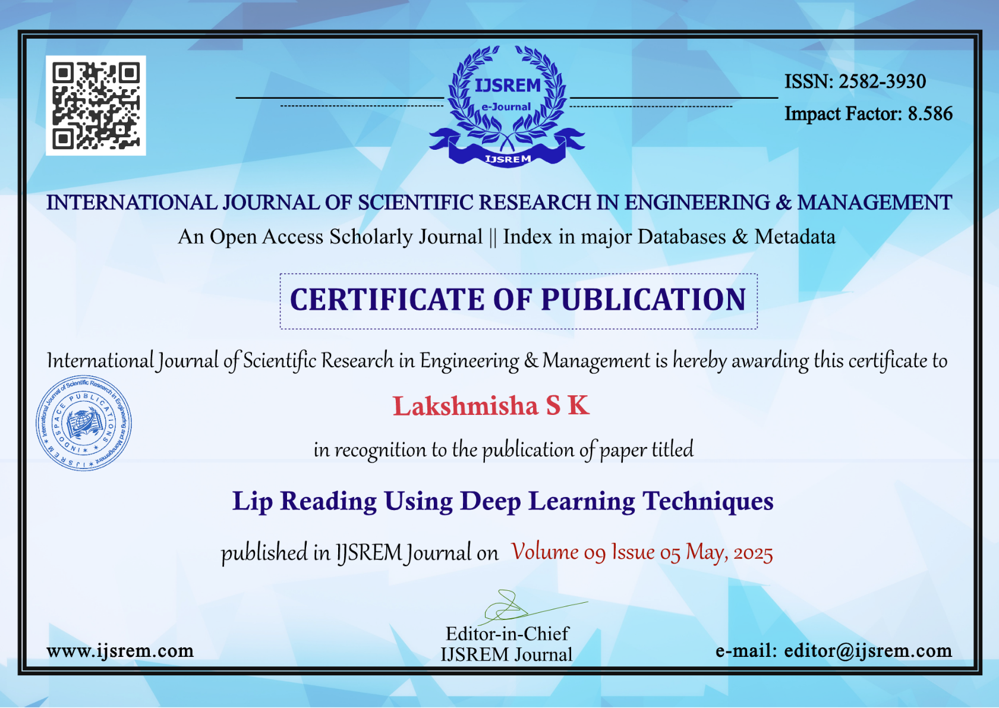 IJSREM
e-Journal
IJSREM
ISSN: 2582-3930
Impact Factor: 8.586
INTERNATIONAL JOURNAL OF SCIENTIFIC RESEARCH IN ENGINEERING & MANAGEMENT
An Open Access Scholarly Journal || Index in major Databases & Metadata
CERTIFICATE OF PUBLICATION
International Journal of Scientific Research in Engineering & Management is hereby awarding this certificate to
International Journal of Scientific Research in Engineering and Management
IJSREM
INDOSPACE PUBLICATIONS
Lakshmisha S K
in recognition to the publication of paper titled
Lip Reading Using Deep Learning Techniques
published in IJSREM Journal on Volume 09 Issue 05 May, 2025
Editor-in-Chief
IJSREM Journal
www.ijsrem.com
e-mail: editor@ijsrem.com